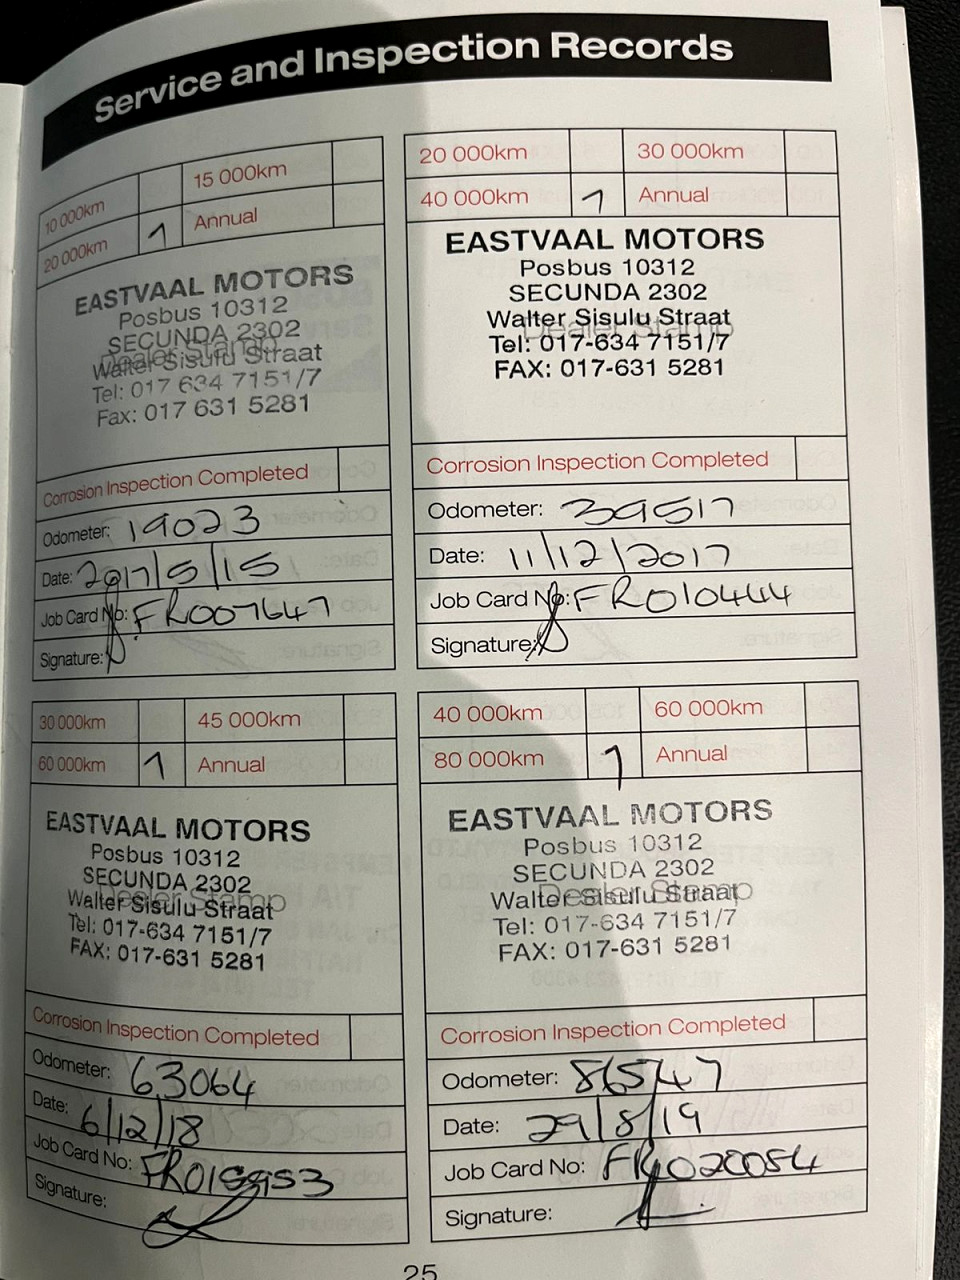 Service and Inspection Records
10 000km 15 000km
20 000km 1 Annual
EASTVAAL MOTORS
Posbus 10312
SECUNDA 2302
Dealer Stamp
Walter Sisulu Straat
Tel: 017 634 7151/7
Fax: 017 631 5281
Corrosion Inspection Completed
Odometer: 19023
Date: 2017/5/15
Job Card No: FR007647
Signature:
20 000km 30 000km
40 000km 1 Annual
EASTVAAL MOTORS
Posbus 10312
SECUNDA 2302
Walter Sisulu Straat
Dealer Stamp
Tel: 017-634 7151/7
FAX: 017-631 5281
Corrosion Inspection Completed
Odometer: 39517
Date: 11/12/2017
Job Card No: FR010444
Signature:
30 000km 45 000km
60 000km 1 Annual
EASTVAAL MOTORS
Posbus 10312
SECUNDA 2302
Dealer Stamp
Walter Sisulu Straat
Tel: 017-634 7151/7
FAX: 017-631 5281
Corrosion Inspection Completed
Odometer: 63064
Date: 6/12/18
Job Card No:
Signature:
40 000km 60 000km
80 000km 1 Annual
EASTVAAL MOTORS
Posbus 10312
SECUNDA 2302
Dealer Stamp
Walter Sisulu Straat
Tel: 017-634 7151/7
FAX: 017-631 5281
Corrosion Inspection Completed
Odometer: 86547
Date: 29/8/19
Job Card No: FR020054
Signature:
25